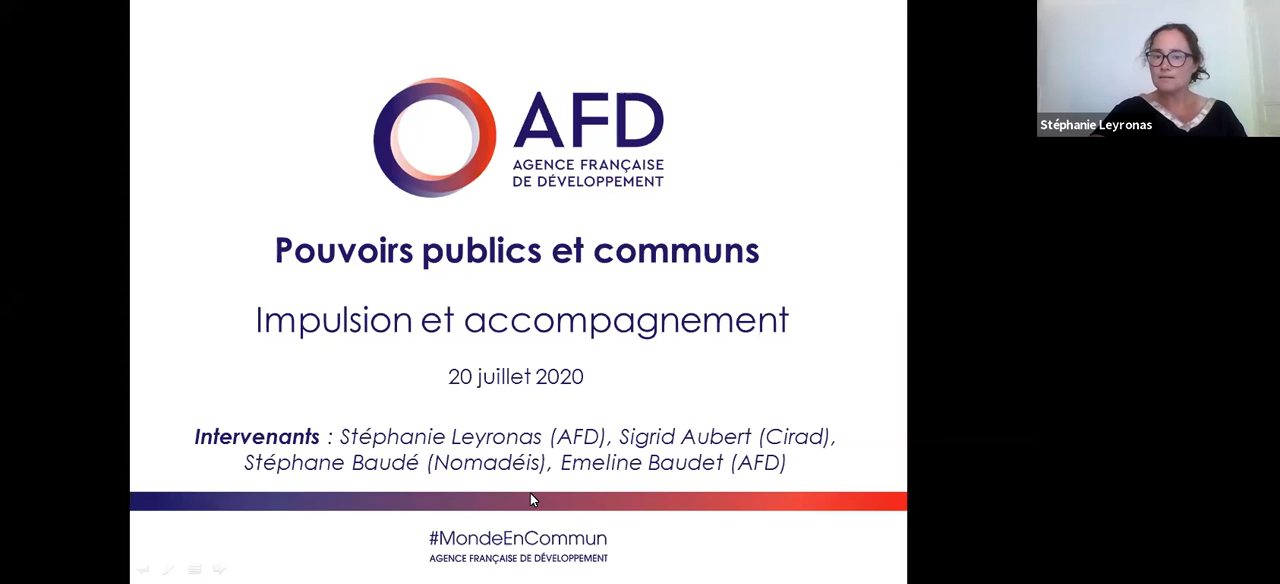 AFD
AGENCE FRANÇAISE
DE DÉVELOPPEMENT
Pouvoirs publics et communs
Impulsion et accompagnement
20 juillet 2020
Intervenants : Stéphanie Leyronas (AFD), Sigrid Aubert (Cirad),
Stéphane Baudé (Nomadéis), Emeline Baudet (AFD)
#MondeEnCommun
AGENCE FRANÇAISE DE DÉVELOPPEMENT
Stéphanie Leyronas